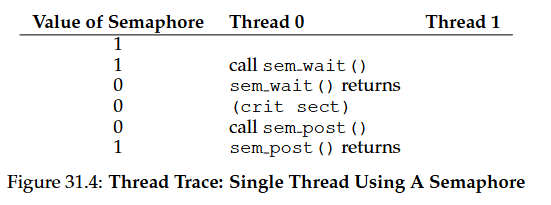 Value of Semaphore Thread 0 Thread 1
1
1 call sem_wait()
0 sem_wait() returns
0 (crit sect)
0 call sem_post()
1 sem_post() returns
Figure 31.4: Thread Trace: Single Thread Using A Semaphore